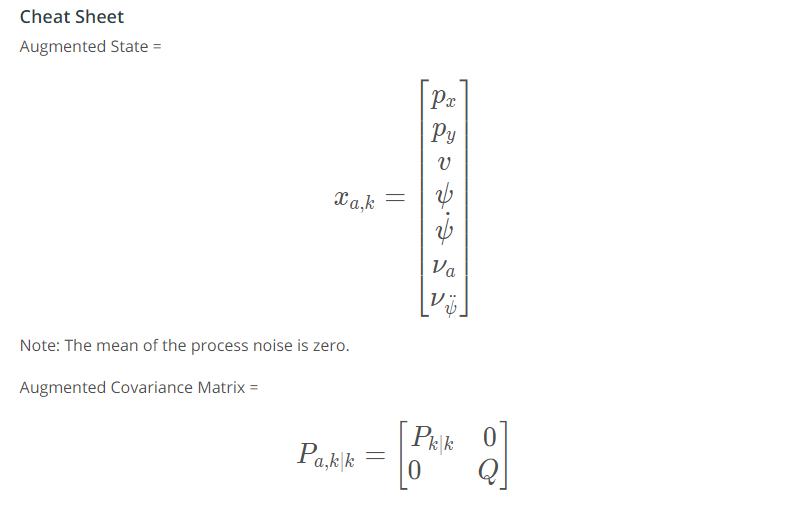 Cheat Sheet
Augmented State =
x_{a,k} = \begin{bmatrix} p_x \\ p_y \\ v \\ \psi \\ \dot{\psi} \\ \nu_a \\ \nu_{\ddot{\psi}} \end{bmatrix}
Note: The mean of the process noise is zero.
Augmented Covariance Matrix =
P_{a,k|k} = \begin{bmatrix} P_{k|k} & 0 \\ 0 & Q \end{bmatrix}